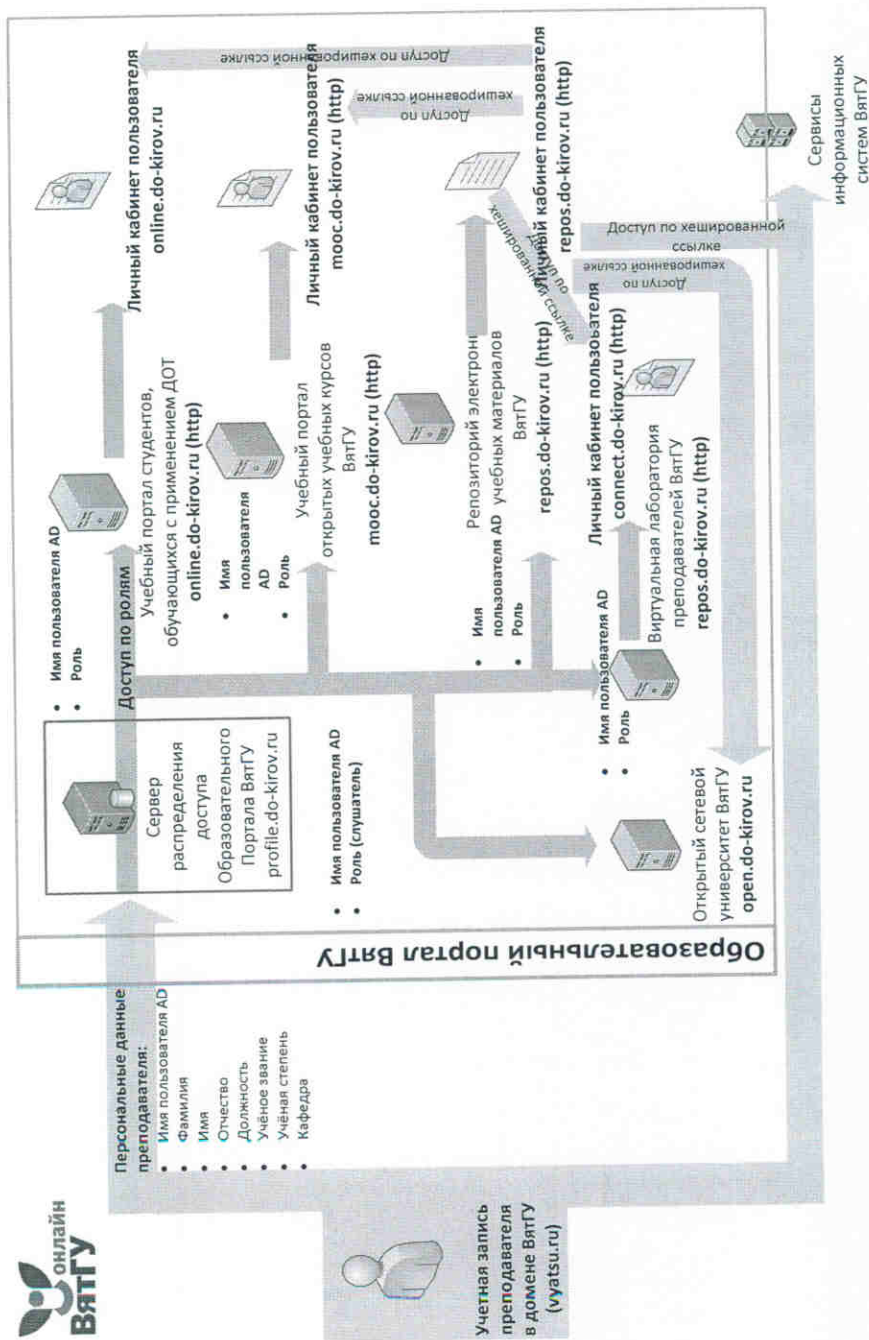 ВятГУ
онлайн
Учетная запись
преподавателя
в домене ВятГУ
(vyatsu.ru)
Персональные данные
преподавателя:
• Имя пользователя AD
• Фамилия
• Имя
• Отчество
• Должность
• Учёное звание
• Учёная степень
• Кафедра
Образовательный портал ВятГУ
Сервер
распределения
доступа
Образовательного
Портала ВятГУ
profile.do-kirov.ru
• Имя пользователя AD
• Роль (слушатель)
Открытый сетевой
университет ВятГУ
open.do-kirov.ru
• Имя пользователя AD
• Роль
Доступ по ролям
Учебный портал студентов,
обучающихся с применением ДОТ
online.do-kirov.ru (http)
• Имя
пользователя
AD
• Роль
Учебный портал
открытых учебных курсов
ВятГУ
mooc.do-kirov.ru (http)
• Имя
пользователя AD
• Роль
Репозиторий электрон
учебных материалов
ВятГУ
repos.do-kirov.ru (http)
• Имя пользователя AD
• Роль
Виртуальная лаборатория
преподавателей ВятГУ
repos.do-kirov.ru (http)
Личный кабинет пользователя
online.do-kirov.ru
Личный кабинет пользователя
mooc.do-kirov.ru (http)
Личный кабинет пользователя
repos.do-kirov.ru (http)
Личный кабинет пользователя
connect.do-kirov.ru (http)
Доступ по хешированной ссылке
Доступ по
хешированной ссылке
Доступ по
хешированной ссылке
Доступ по хешированной
ссылке
Доступ по
хешированной ссылке
Сервисы
информационных
систем ВятГУ